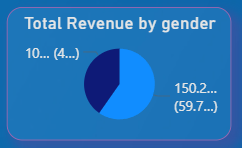 Total Revenue by gender
10... (4...)
150.2...
(59.7...)